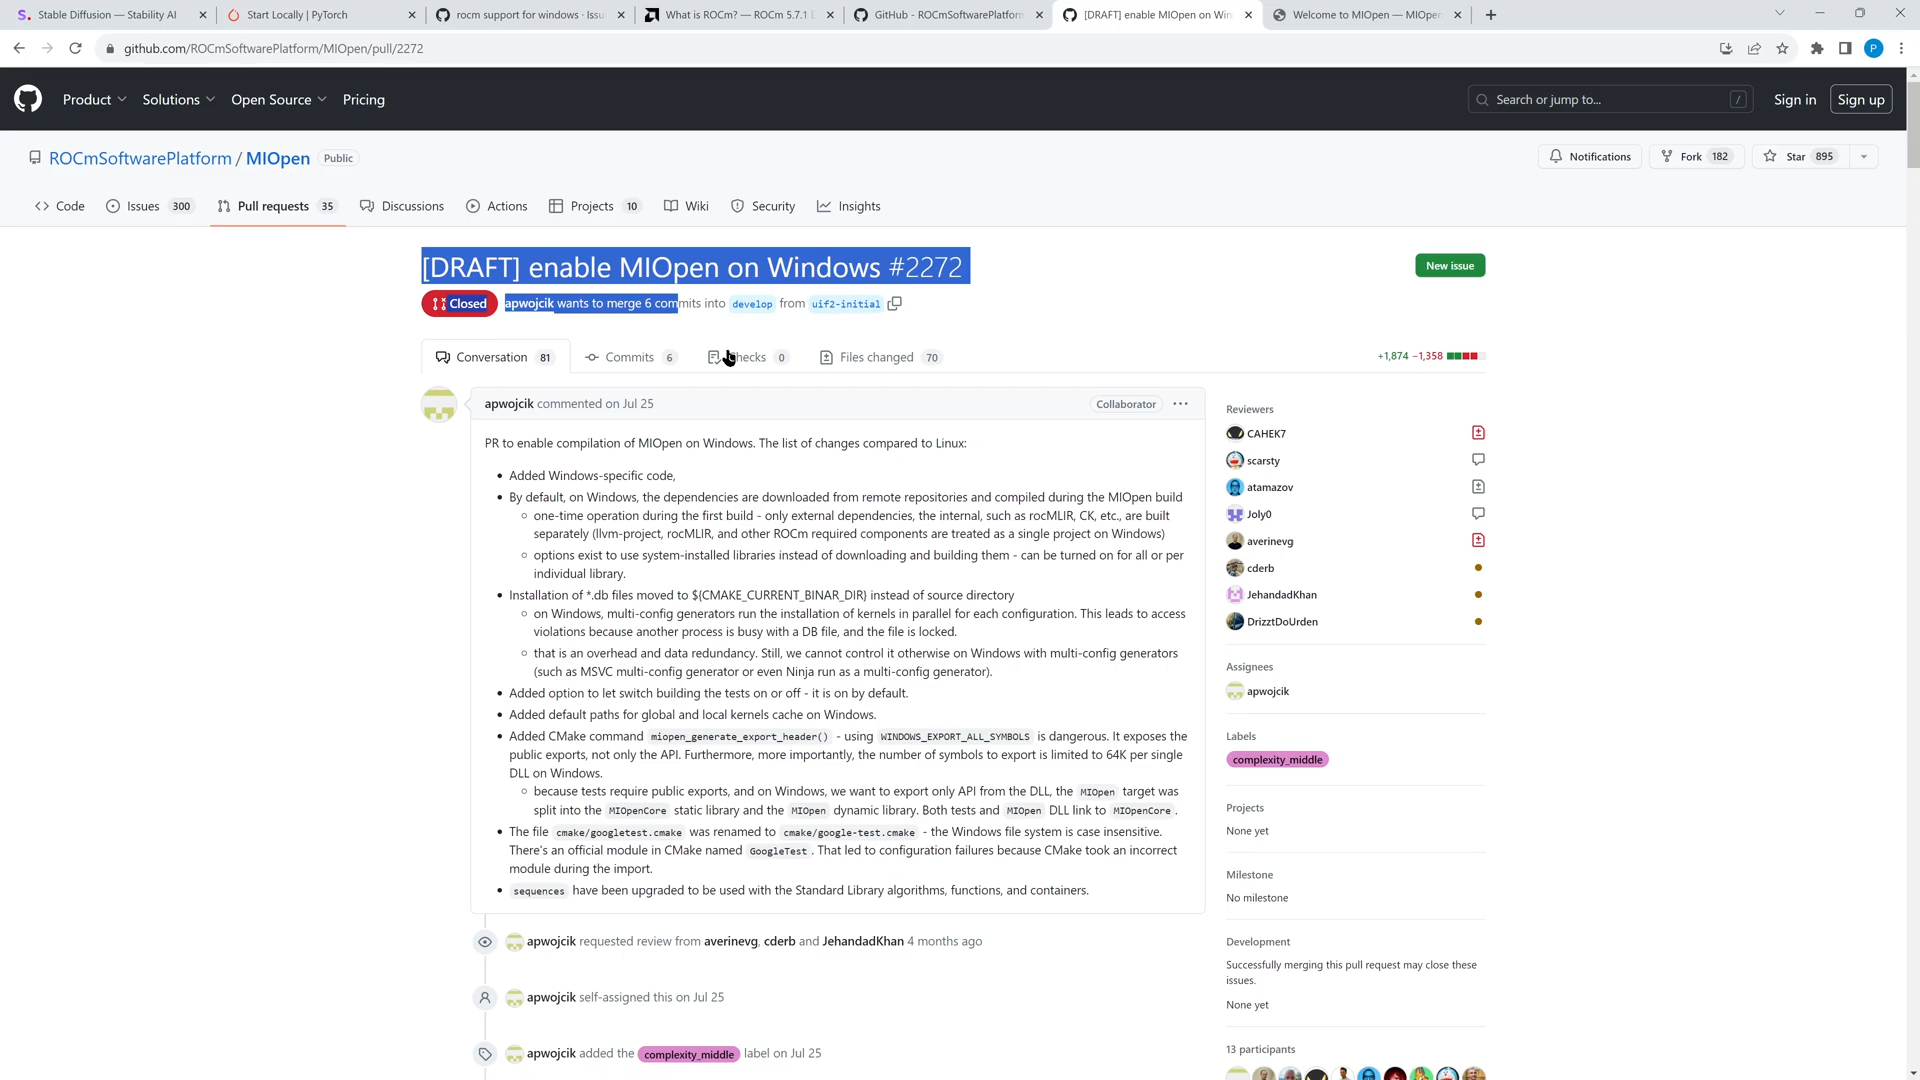 Stable Diffusion — Stability AI
Start Locally | PyTorch
rocm support for windows · Issu
What is ROCm? — ROCm 5.7.1
GitHub - ROCmSoftwarePlatform
[DRAFT] enable MIOpen on Win
Welcome to MIOpen — MIOpen
github.com/ROCmSoftwarePlatform/MIOpen/pull/2272
P
Product Solutions Open Source Pricing
Search or jump to... /
Sign in
Sign up
ROCmSoftwarePlatform / MIOpen Public
Notifications
Fork 182
Star 895
Code
Issues 300
Pull requests 35
Discussions
Actions
Projects 10
Wiki
Security
Insights
[DRAFT] enable MIOpen on Windows #2272
New issue
Closed apwojcik wants to merge 6 commits into develop from uif2-initial
Conversation 81
Commits 6
Checks 0
Files changed 70
+1,874 −1,358
apwojcik commented on Jul 25
Collaborator
PR to enable compilation of MIOpen on Windows. The list of changes compared to Linux:
• Added Windows-specific code,
• By default, on Windows, the dependencies are downloaded from remote repositories and compiled during the MIOpen build
one-time operation during the first build - only external dependencies, the internal, such as rocMLIR, CK, etc., are built
separately (llvm-project, rocMLIR, and other ROCm required components are treated as a single project on Windows)
options exist to use system-installed libraries instead of downloading and building them - can be turned on for all or per
individual library.
• Installation of *.db files moved to ${CMAKE_CURRENT_BINAR_DIR} instead of source directory
on Windows, multi-config generators run the installation of kernels in parallel for each configuration. This leads to access
violations because another process is busy with a DB file, and the file is locked.
that is an overhead and data redundancy. Still, we cannot control it otherwise on Windows with multi-config generators
(such as MSVC multi-config generator or even Ninja run as a multi-config generator).
• Added option to let switch building the tests on or off - it is on by default.
• Added default paths for global and local kernels cache on Windows.
• Added CMake command miopen_generate_export_header() - using WINDOWS_EXPORT_ALL_SYMBOLS is dangerous. It exposes the
public exports, not only the API. Furthermore, more importantly, the number of symbols to export is limited to 64K per single
DLL on Windows.
because tests require public exports, and on Windows, we want to export only API from the DLL, the MIOpen target was
split into the MIOpenCore static library and the MIOpen dynamic library. Both tests and MIOpen DLL link to MIOpenCore .
• The file cmake/googletest.cmake was renamed to cmake/google-test.cmake - the Windows file system is case insensitive.
There's an official module in CMake named GoogleTest . That led to configuration failures because CMake took an incorrect
module during the import.
• sequences have been upgraded to be used with the Standard Library algorithms, functions, and containers.
apwojcik requested review from averinevg, cderb and JehandadKhan 4 months ago
apwojcik self-assigned this on Jul 25
apwojcik added the complexity_middle label on Jul 25
Reviewers
CAHEK7
scarsty
atamazov
Joly0
averinevg
cderb
JehandadKhan
DrizztDoUrden
Assignees
apwojcik
Labels
complexity_middle
Projects
None yet
Milestone
No milestone
Development
Successfully merging this pull request may close these
issues.
None yet
13 participants